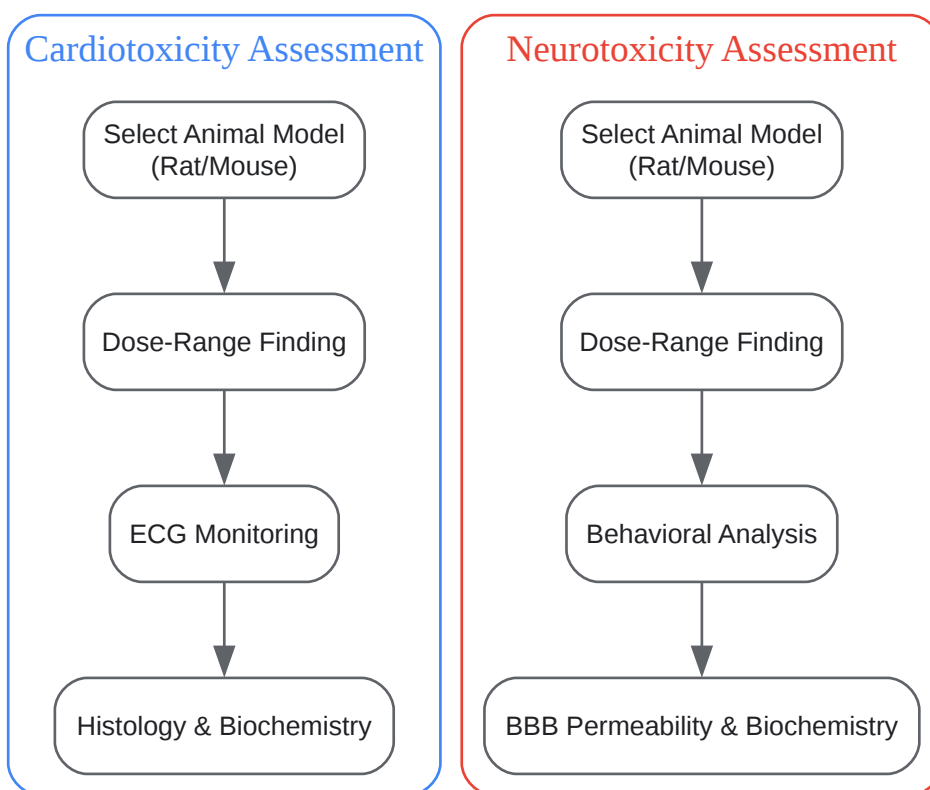 Cardiotoxicity Assessment
Select Animal Model
(Rat/Mouse)
Dose-Range Finding
ECG Monitoring
Histology & Biochemistry
Neurotoxicity Assessment
Select Animal Model
(Rat/Mouse)
Dose-Range Finding
Behavioral Analysis
BBB Permeability & Biochemistry